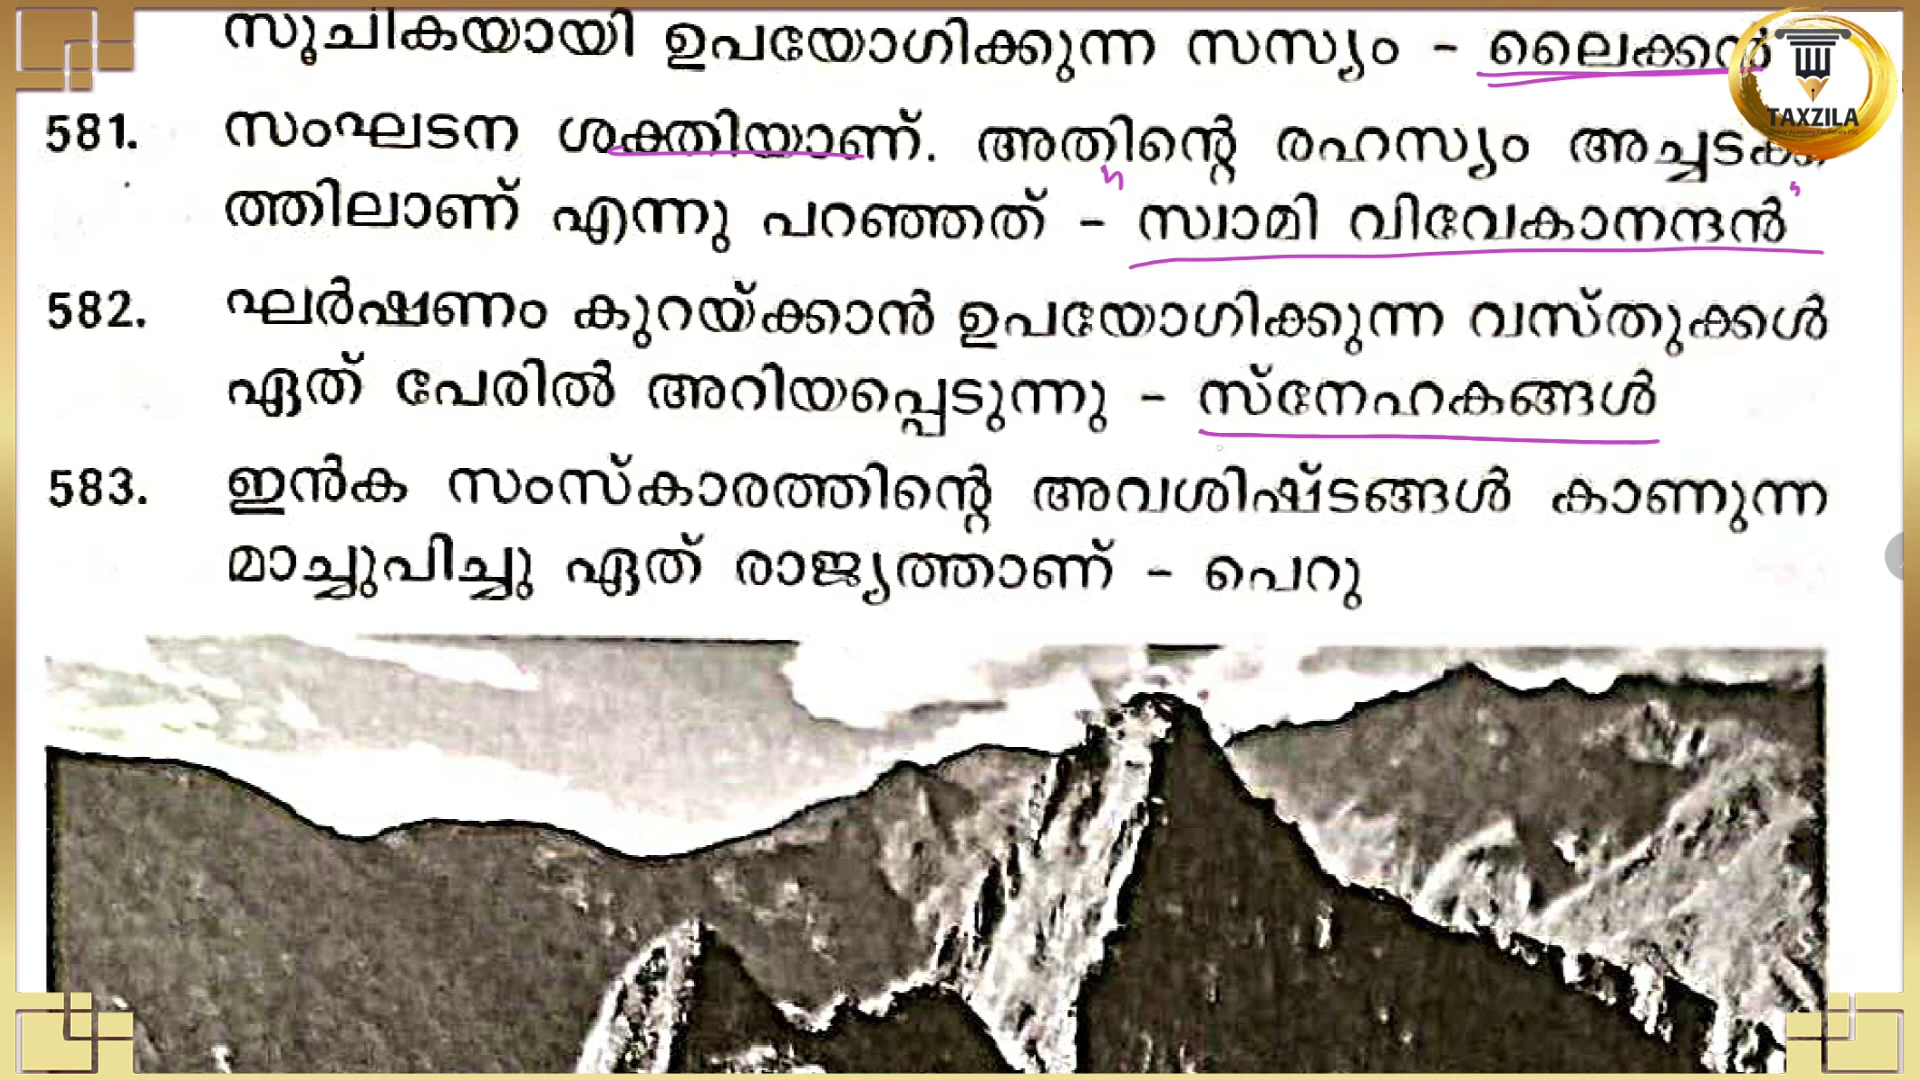 സൂചികയായി ഉപയോഗിക്കുന്ന സസ്യം - ലൈക്കൻ
TAXZILA
581. സംഘടന ശക്തിയാണ്. അതിന്റെ രഹസ്യം അച്ചടക്ക
ത്തിലാണ് എന്നു പറഞ്ഞത് - സ്വാമി വിവേകാനന്ദൻ
582. ഘർഷണം കുറയ്ക്കാൻ ഉപയോഗിക്കുന്ന വസ്തുക്കൾ
ഏത് പേരിൽ അറിയപ്പെടുന്നു - സ്നേഹകങ്ങൾ
583. ഇൻക സംസ്കാരത്തിന്റെ അവശിഷ്ടങ്ങൾ കാണുന്ന
മാച്ചുപിച്ചു ഏത് രാജ്യത്താണ് - പെറു